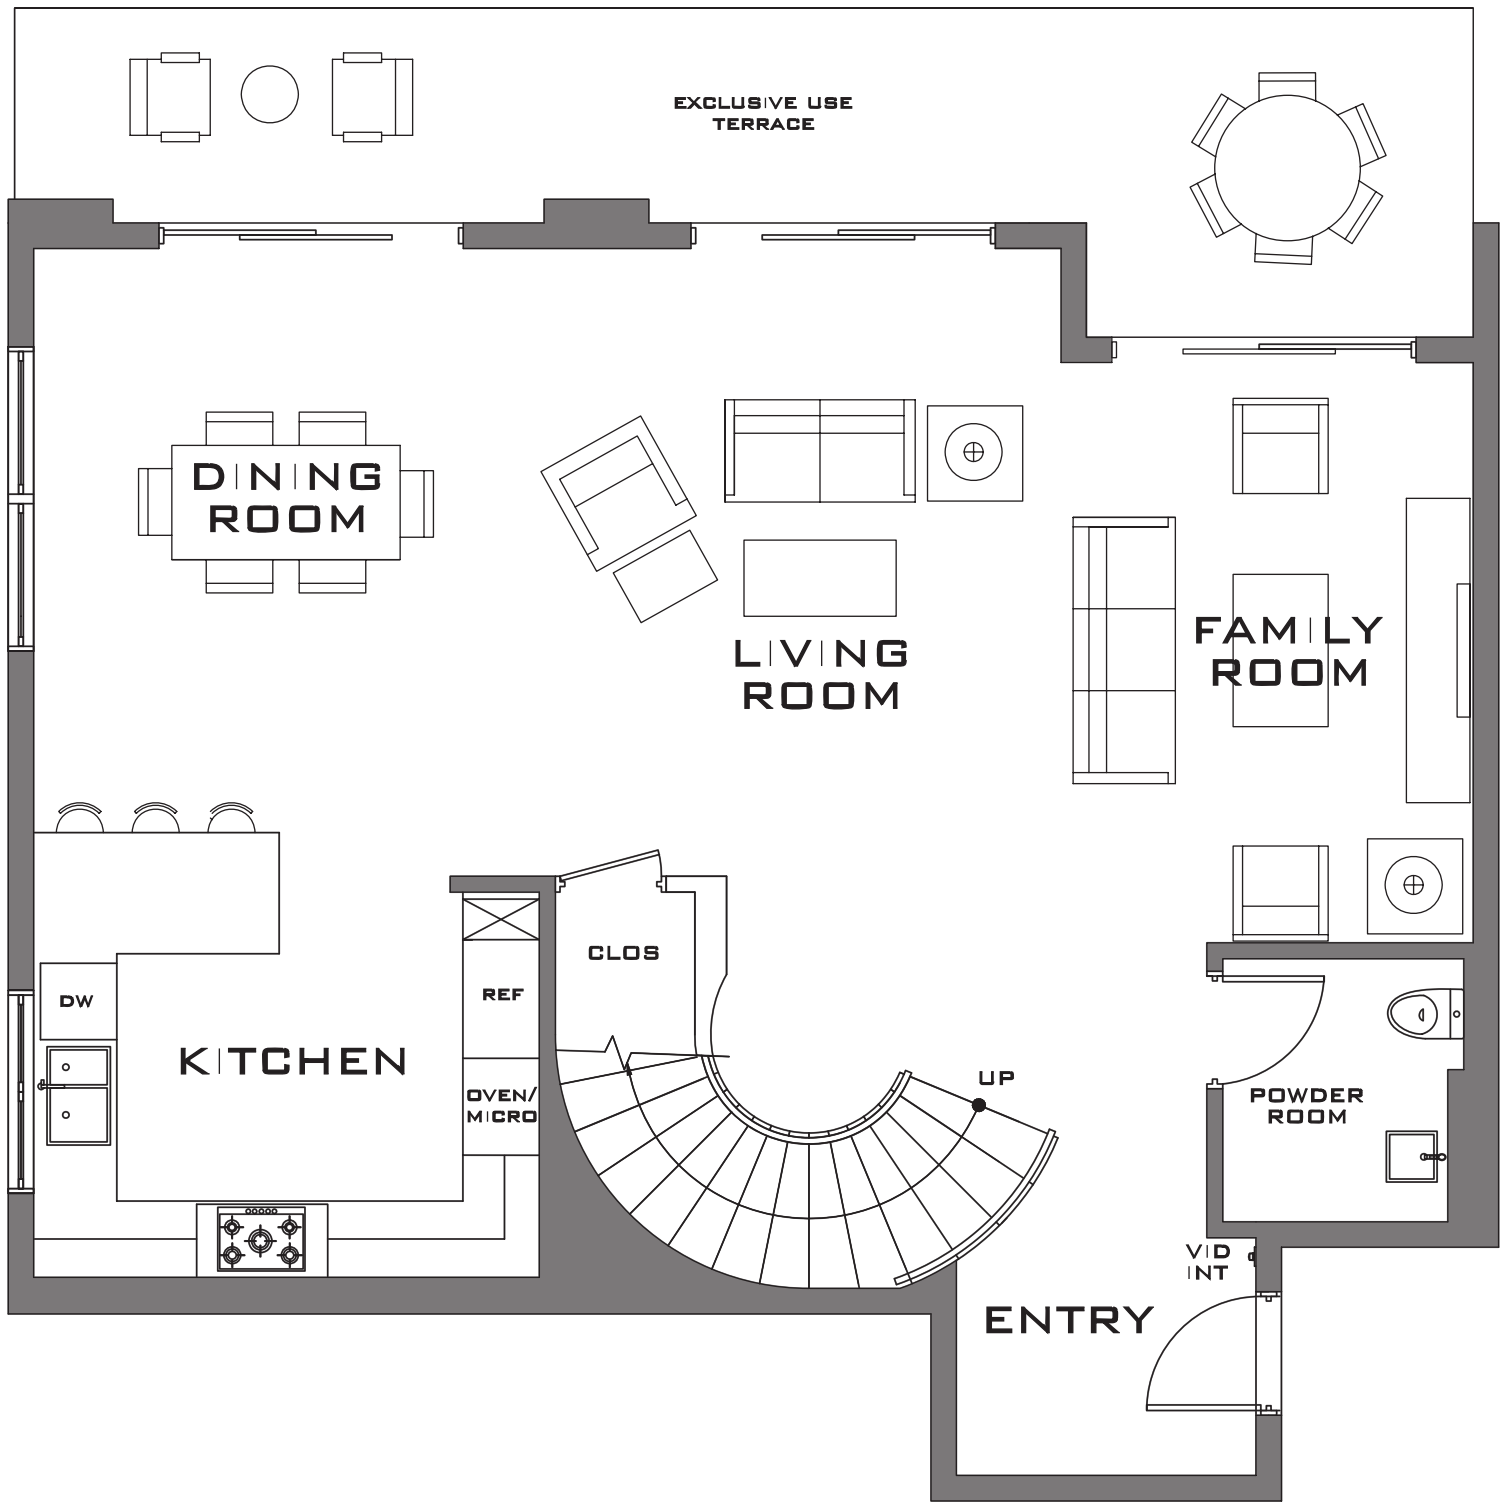 EXCLUSIVE USE
TERRACE
DINING
ROOM
LIVING
ROOM
FAMILY
ROOM
CLOS
DW
REF
KITCHEN
OVEN/
MICRO
UP
POWDER
ROOM
VID
INT
ENTRY